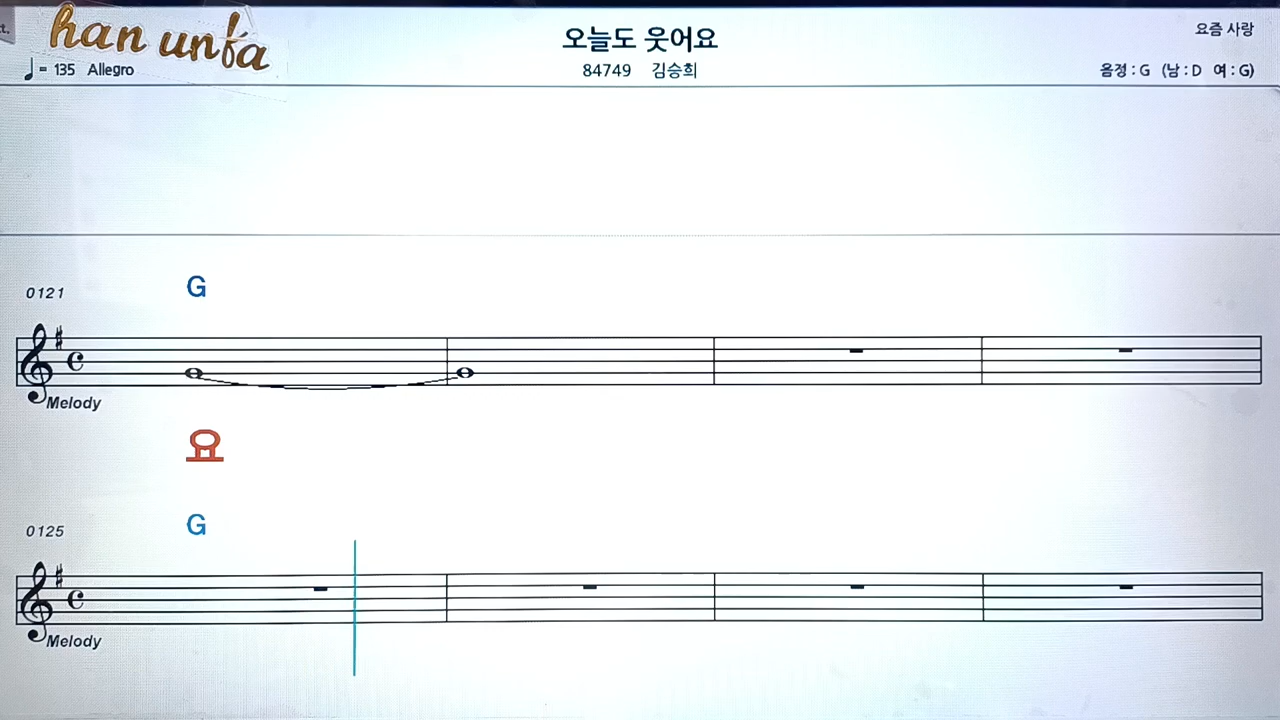 han unfa
오늘도 웃어요
요즘 사랑
♩= 135 Allegro
84749 김승희
음정 : G (남 : D 여 : G)
0121
G
Melody
요
0125
G
Melody